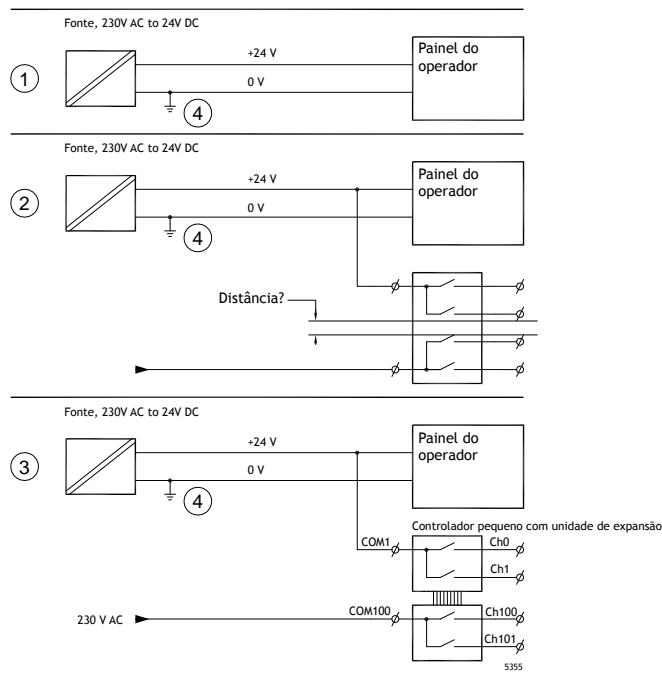 Fonte, 230V AC to 24V DC
+24 V
Painel do
operador
1
0 V
4
Fonte, 230V AC to 24V DC
+24 V
Painel do
operador
2
0 V
4
Distância?
Fonte, 230V AC to 24V DC
+24 V
Painel do
operador
3
0 V
4
Controlador pequeno com unidade de expansão
COM1
Ch0
Ch1
230 V AC
COM100
Ch100
Ch101
5355